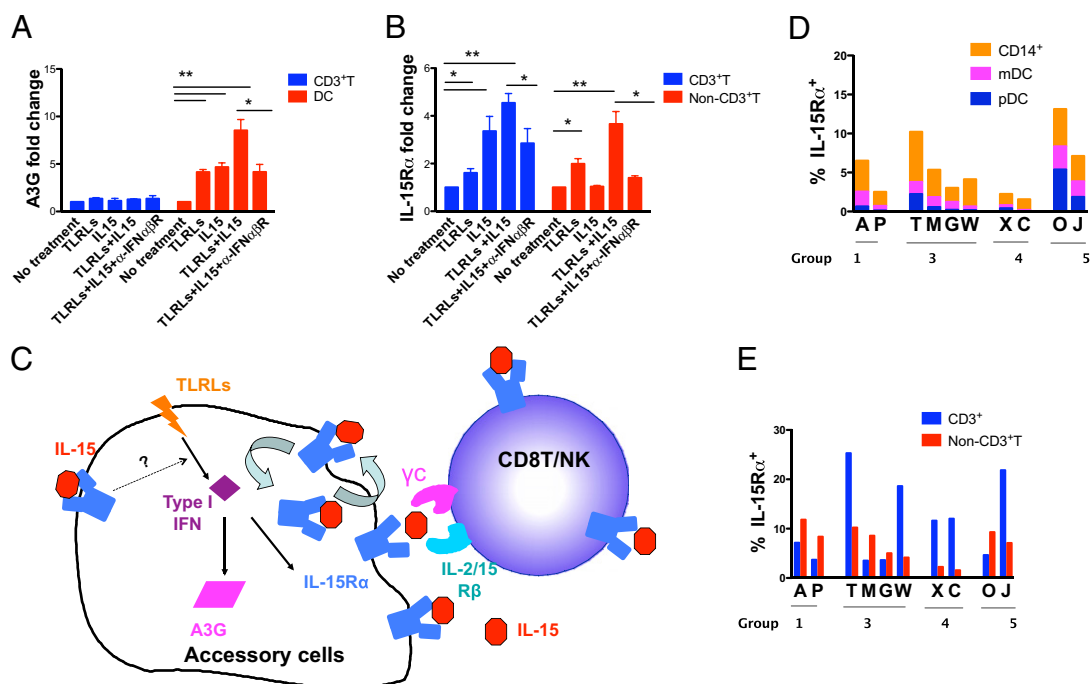 A
A3G fold change
15
10
5
0
**
*
CD3+T
DC
No treatment
TLRLs
IL15
TLRLs+IL15
TLRLs+IL15+α-IFNαβR
No treatment
TLRLs
IL15
TLRLs+IL15
TLRLs+IL15+α-IFNαβR
B
IL-15Rα fold change
6
4
2
0
**
*
*
*
**
*
*
CD3+T
Non-CD3+T
No treatment
TLRLs
IL15
TLRLs+IL15
TLRLs+IL15+α-IFNαβR
No treatment
TLRLs
IL15
TLRLs+IL15
TLRLs+IL15+α-IFNαβR
D
% IL-15Rα+
20
15
10
5
0
CD14+
mDC
pDC
A P T M G W X C O J
Group 1 3 4 5
C
TLRLs
IL-15
?
Type I
IFN
A3G
IL-15Rα
Accessory cells
CD8T/NK
γC
IL-2/15
Rβ
IL-15
E
% IL-15Rα+
30
20
10
0
CD3+
Non-CD3+T
A P T M G W X C O J
Group 1 3 4 5